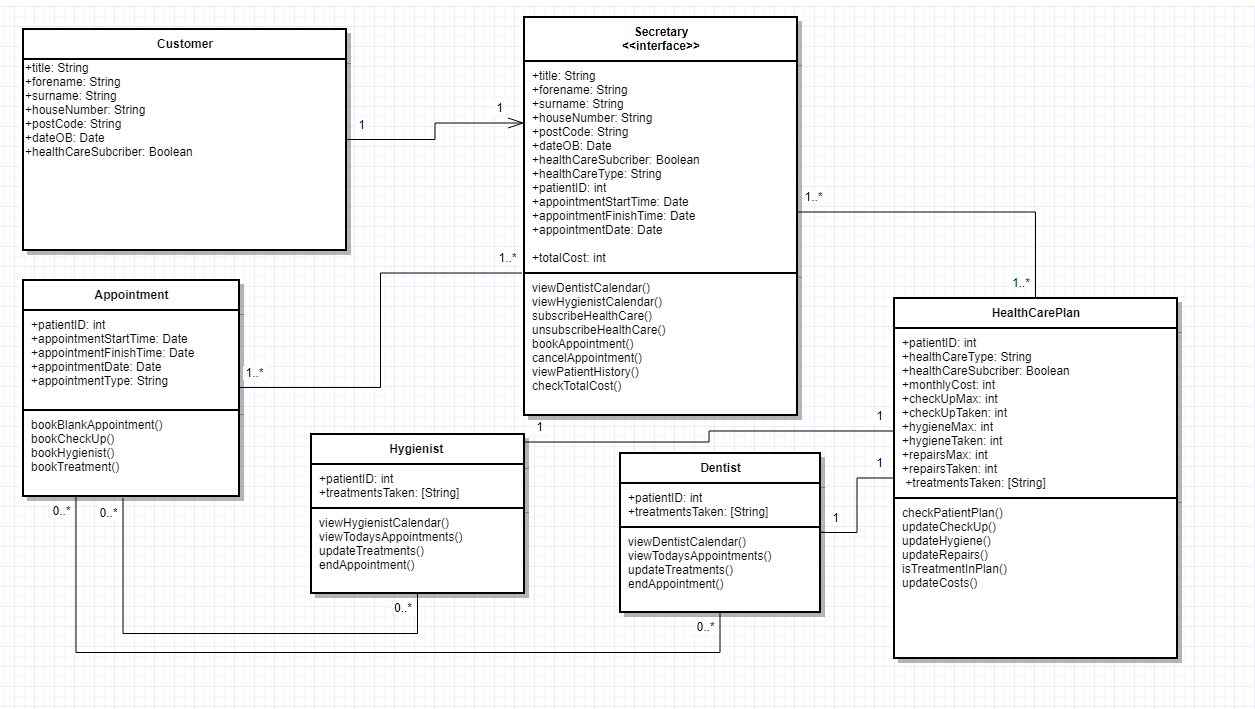 Customer
+title: String
+forename: String
+surname: String
+houseNumber: String
+postCode: String
+dateOB: Date
+healthCareSubcriber: Boolean
1
1
Secretary
<<interface>>
+title: String
+forename: String
+surname: String
+houseNumber: String
+postCode: String
+dateOB: Date
+healthCareSubcriber: Boolean
+healthCareType: String
+patientID: int
+appointmentStartTime: Date
+appointmentFinishTime: Date
+appointmentDate: Date
+totalCost: int
viewDentistCalendar()
viewHygienistCalendar()
subscribeHealthCare()
unsubscribeHealthCare()
bookAppointment()
cancelAppointment()
viewPatientHistory()
checkTotalCost()
1..*
1..*
1..*
1..*
Appointment
+patientID: int
+appointmentStartTime: Date
+appointmentFinishTime: Date
+appointmentDate: Date
+appointmentType: String
bookBlankAppointment()
bookCheckUp()
bookHygienist()
bookTreatment()
0..*
0..*
Hygienist
+patientID: int
+treatmentsTaken: [String]
viewHygienistCalendar()
viewTodaysAppointments()
updateTreatments()
endAppointment()
0..*
1
1
Dentist
+patientID: int
+treatmentsTaken: [String]
viewDentistCalendar()
viewTodaysAppointments()
updateTreatments()
endAppointment()
0..*
1
1
HealthCarePlan
+patientID: int
+healthCareType: String
+healthCareSubcriber: Boolean
+monthlyCost: int
+checkUpMax: int
+checkUpTaken: int
+hygieneMax: int
+hygieneTaken: int
+repairsMax: int
+repairsTaken: int
+treatmentsTaken: [String]
checkPatientPlan()
updateCheckUp()
updateHygiene()
updateRepairs()
isTreatmentInPlan()
updateCosts()